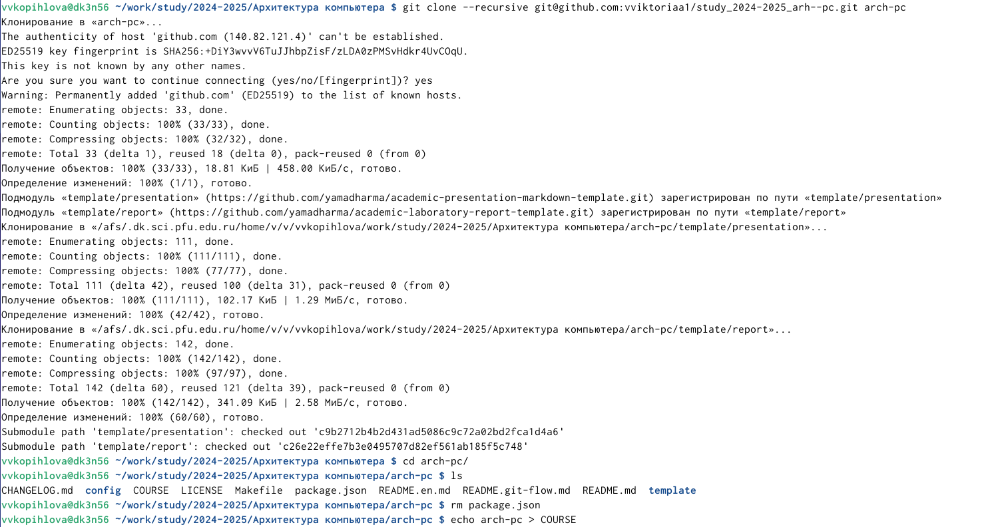 vvkopihlova@dk3n56 ~/work/study/2024-2025/Архитектура компьютера $ git clone --recursive git@github.com:vviktoriaa1/study_2024-2025_arh--pc.git arch-pc
Клонирование в «arch-pc»...
The authenticity of host 'github.com (140.82.121.4)' can't be established.
ED25519 key fingerprint is SHA256:+DiY3wvvV6TuJJhbpZisF/zLDA0zPMSvHdkr4UvCOqU.
This key is not known by any other names.
Are you sure you want to continue connecting (yes/no/[fingerprint])? yes
Warning: Permanently added 'github.com' (ED25519) to the list of known hosts.
remote: Enumerating objects: 33, done.
remote: Counting objects: 100% (33/33), done.
remote: Compressing objects: 100% (32/32), done.
remote: Total 33 (delta 1), reused 18 (delta 0), pack-reused 0 (from 0)
Получение объектов: 100% (33/33), 18.81 КиБ | 458.00 КиБ/с, готово.
Определение изменений: 100% (1/1), готово.
Подмодуль «template/presentation» (https://github.com/yamadharma/academic-presentation-markdown-template.git) зарегистрирован по пути «template/presentation»
Подмодуль «template/report» (https://github.com/yamadharma/academic-laboratory-report-template.git) зарегистрирован по пути «template/report»
Клонирование в «/afs/.dk.sci.pfu.edu.ru/home/v/v/vvkopihlova/work/study/2024-2025/Архитектура компьютера/arch-pc/template/presentation»...
remote: Enumerating objects: 111, done.
remote: Counting objects: 100% (111/111), done.
remote: Compressing objects: 100% (77/77), done.
remote: Total 111 (delta 42), reused 100 (delta 31), pack-reused 0 (from 0)
Получение объектов: 100% (111/111), 102.17 КиБ | 1.29 МиБ/с, готово.
Определение изменений: 100% (42/42), готово.
Клонирование в «/afs/.dk.sci.pfu.edu.ru/home/v/v/vvkopihlova/work/study/2024-2025/Архитектура компьютера/arch-pc/template/report»...
remote: Enumerating objects: 142, done.
remote: Counting objects: 100% (142/142), done.
remote: Compressing objects: 100% (97/97), done.
remote: Total 142 (delta 60), reused 121 (delta 39), pack-reused 0 (from 0)
Получение объектов: 100% (142/142), 341.09 КиБ | 2.58 МиБ/с, готово.
Определение изменений: 100% (60/60), готово.
Submodule path 'template/presentation': checked out 'c9b2712b4b2d431ad5086c9c72a02bd2fca1d4a6'
Submodule path 'template/report': checked out 'c26e22effe7b3e0495707d82ef561ab185f5c748'
vvkopihlova@dk3n56 ~/work/study/2024-2025/Архитектура компьютера $ cd arch-pc/
vvkopihlova@dk3n56 ~/work/study/2024-2025/Архитектура компьютера/arch-pc $ ls
CHANGELOG.md config COURSE LICENSE Makefile package.json README.en.md README.git-flow.md README.md template
vvkopihlova@dk3n56 ~/work/study/2024-2025/Архитектура компьютера/arch-pc $ rm package.json
vvkopihlova@dk3n56 ~/work/study/2024-2025/Архитектура компьютера/arch-pc $ echo arch-pc > COURSE